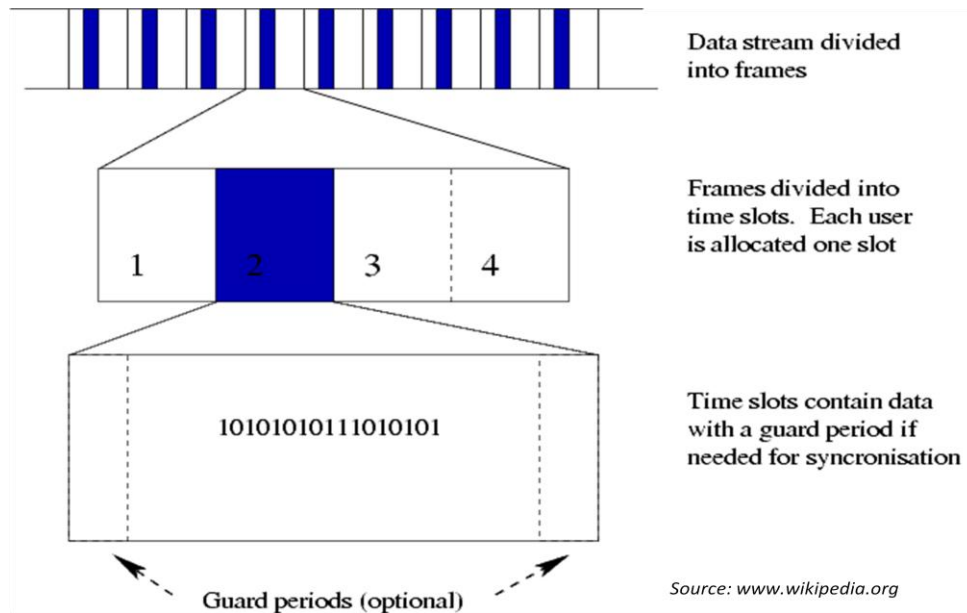 Data stream divided
into frames
Frames divided into
time slots. Each user
is allocated one slot
1 2 3 4
10101010111010101
Time slots contain data
with a guard period if
needed for syncronisation
Guard periods (optional)
Source: www.wikipedia.org